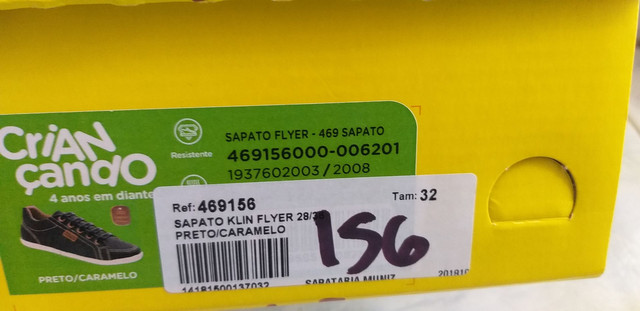 CriAN
çando
4 anos em diante
PRETO/CARAMELO
Resistente
SAPATO FLYER - 469 SAPATO
469156000-006201
1937602003/2008
Ref: 469156
Tam: 32
SAPATO KLIN FLYER 28/
PRETO/CARAMELO
156
14191500137032
SAPATARIA MUNIZ